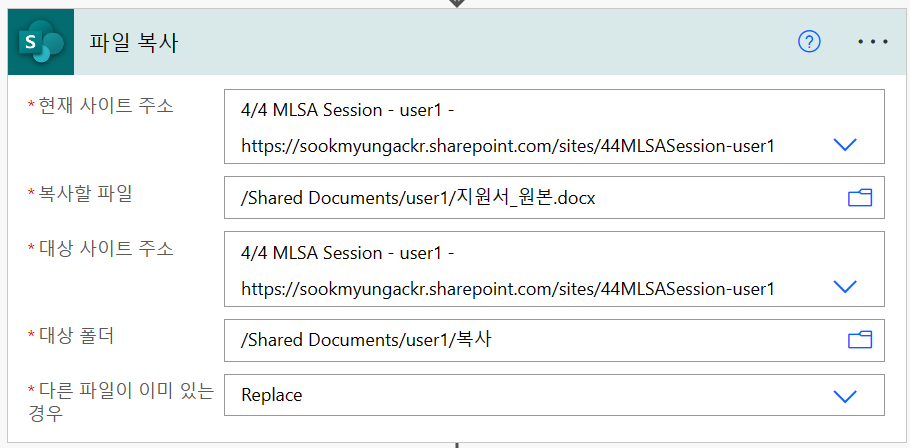 S
파일 복사
?
* 현재 사이트 주소
4/4 MLSA Session - user1 -
https://sookmyungackr.sharepoint.com/sites/44MLSASession-user1
* 복사할 파일
/Shared Documents/user1/지원서_원본.docx
* 대상 사이트 주소
4/4 MLSA Session - user1 -
https://sookmyungackr.sharepoint.com/sites/44MLSASession-user1
* 대상 폴더
/Shared Documents/user1/복사
* 다른 파일이 이미 있는
경우
Replace